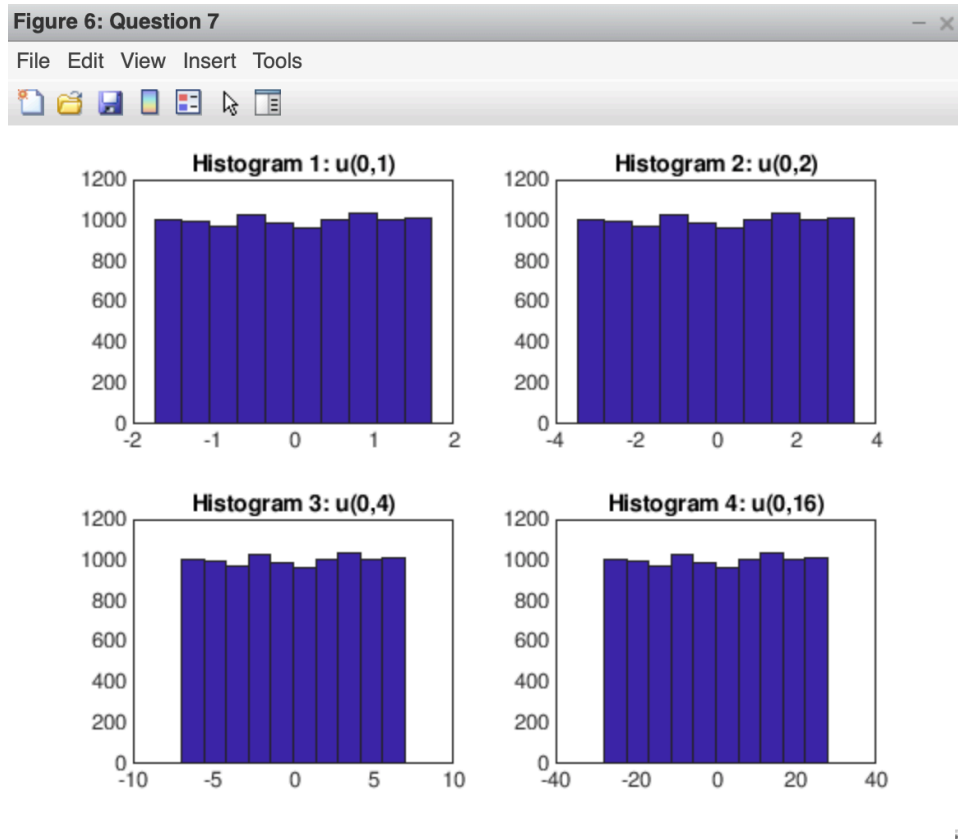 Figure 6: Question 7
File Edit View Insert Tools
Histogram 1: u(0,1)
1200
1000
800
600
400
200
0
-2 -1 0 1 2
Histogram 2: u(0,2)
1200
1000
800
600
400
200
0
-4 -2 0 2 4
Histogram 3: u(0,4)
1200
1000
800
600
400
200
0
-10 -5 0 5 10
Histogram 4: u(0,16)
1200
1000
800
600
400
200
0
-40 -20 0 20 40